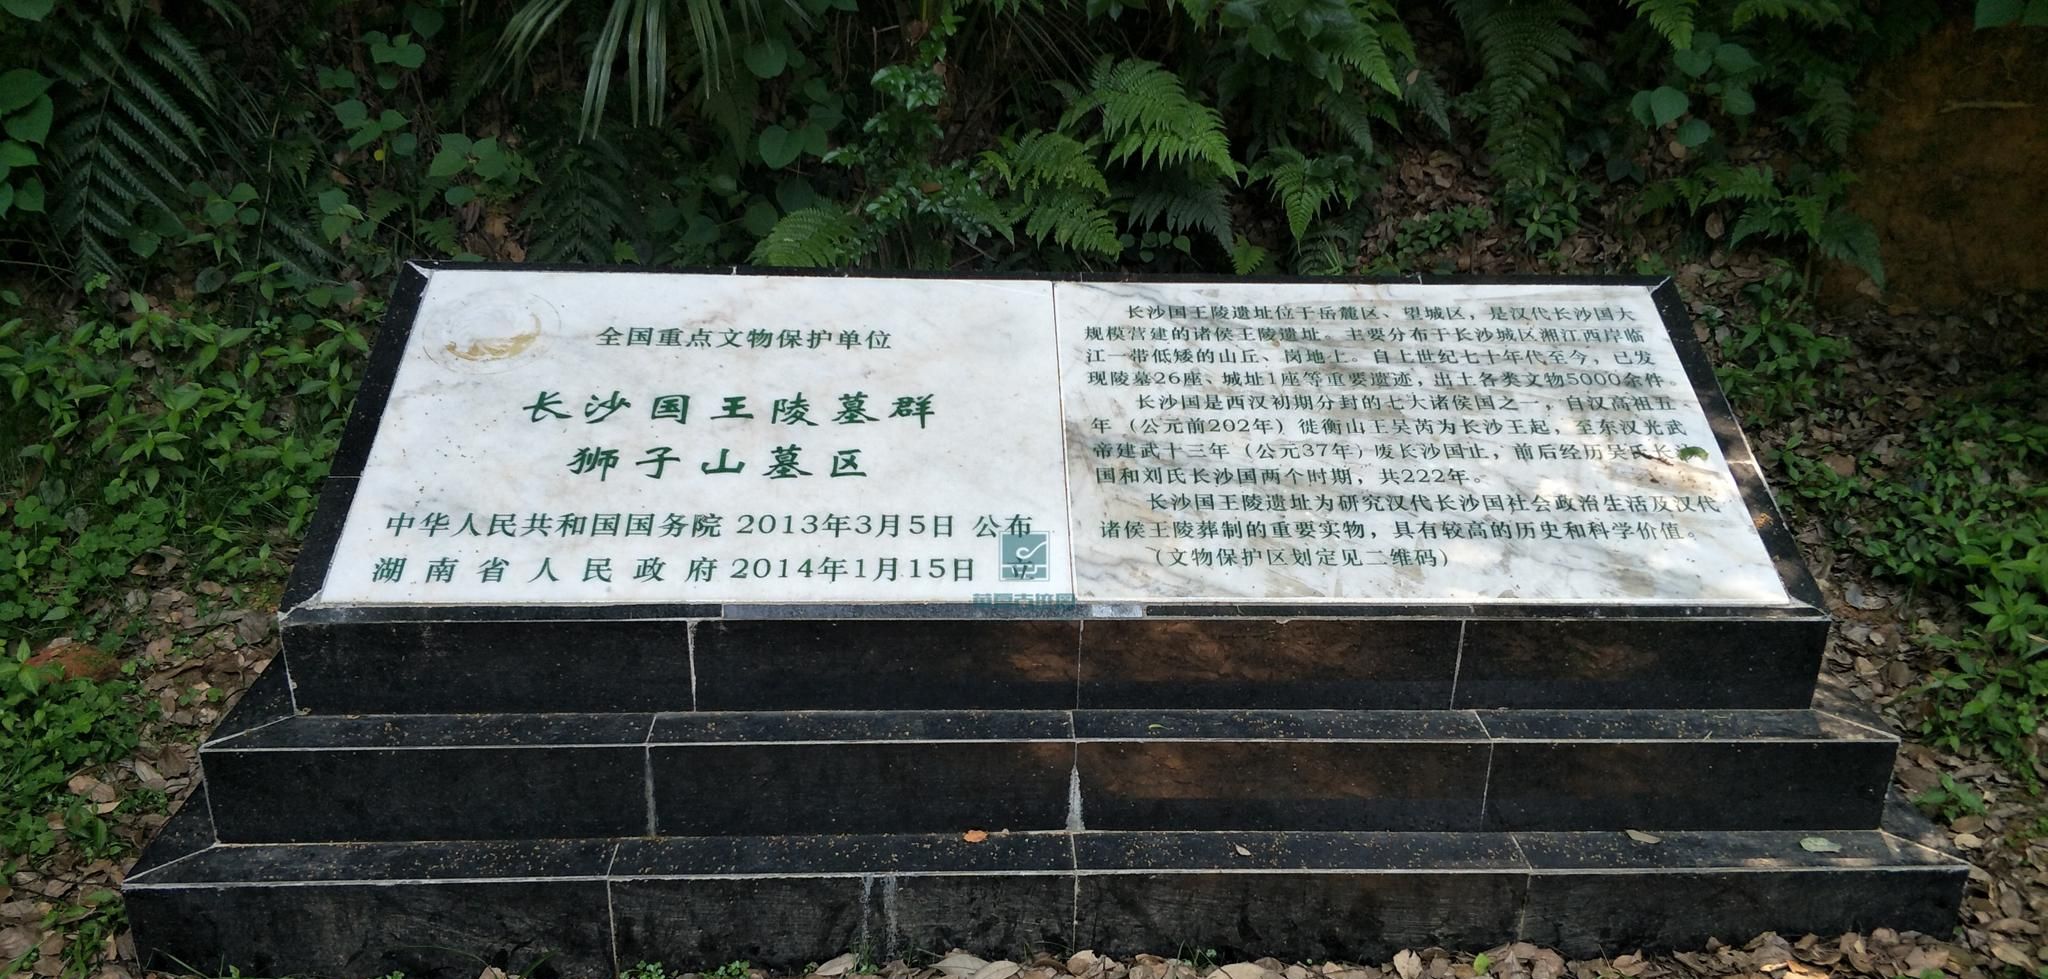 全国重点文物保护单位
长沙国王陵墓群
狮子山墓区
中华人民共和国国务院 2013年3月5日 公布
湖南省人民政府 2014年1月15日 立
长沙国王陵遗址位于岳麓区、望城区，是汉代长沙国大
规模营建的诸侯王陵遗址。主要分布于长沙城区湘江西岸临
江一带低矮的山丘、岗地上。自上世纪七十年代至今，已发
现陵墓26座、城址1座等重要遗迹，出土各类文物5000余件。
长沙国是西汉初期分封的七大诸侯国之一，自汉高祖五
年（公元前202年）徙衡山王吴芮为长沙王起，至东汉光武
帝建武十三年（公元37年）废长沙国止，前后经历吴氏长沙
国和刘氏长沙国两个时期，共222年。
长沙国王陵遗址为研究汉代长沙国社会政治生活及汉代
诸侯王陵葬制的重要实物，具有较高的历史和科学价值。
（文物保护区划定见二维码）